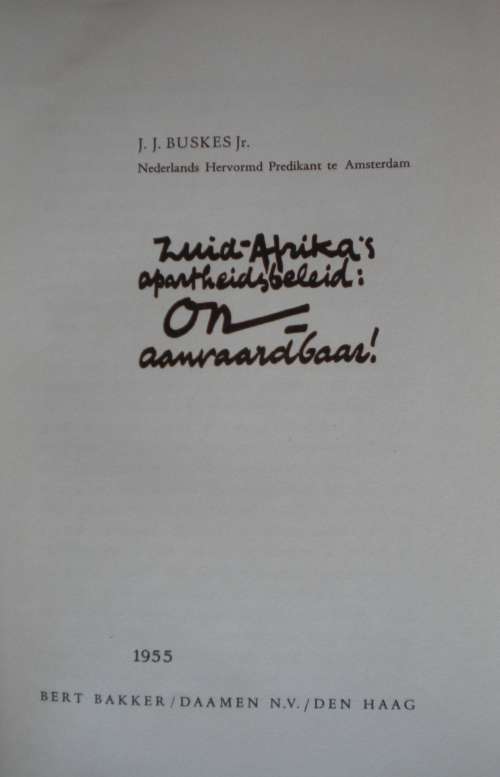 J. J. BUSKES Jr.
Nederlands Hervormd Predikant te Amsterdam
Zuid-Afrika's
apartheidsbeleid:
On-
aanvaardbaar!
1955
BERT BAKKER / DAAMEN N.V. / DEN HAAG